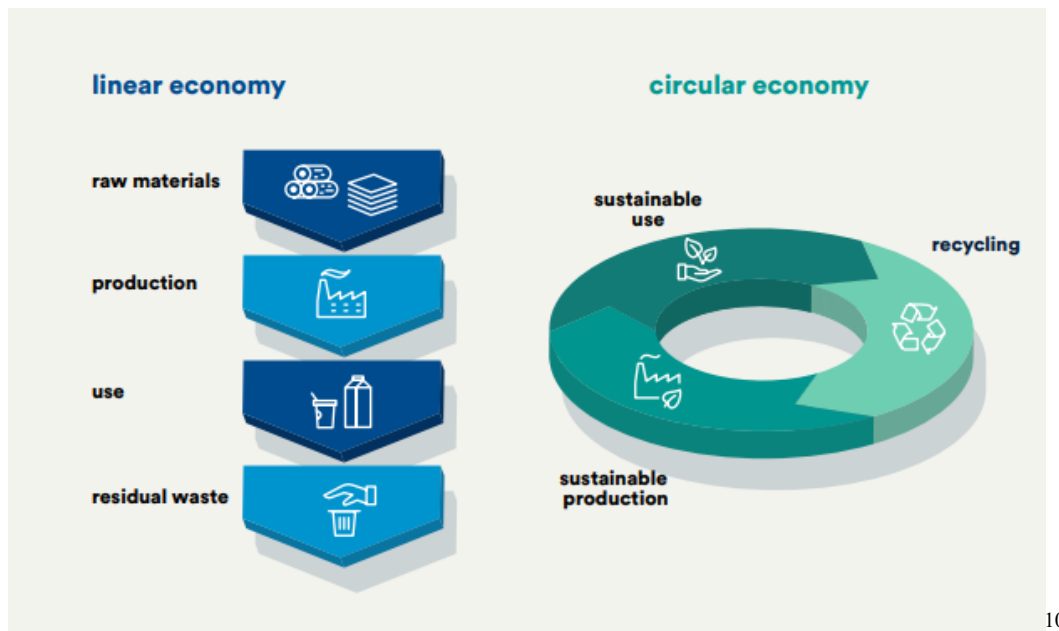 linear economy
circular economy
raw materials
production
use
residual waste
sustainable
use
recycling
sustainable
production